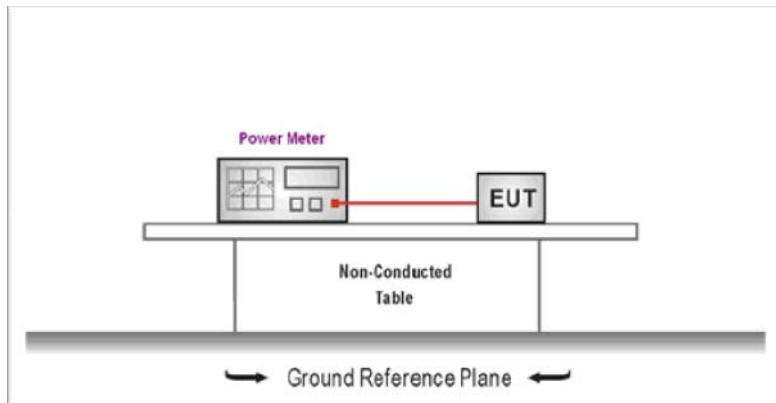 Power Meter
EUT
Non-Conducted
Table
Ground Reference Plane